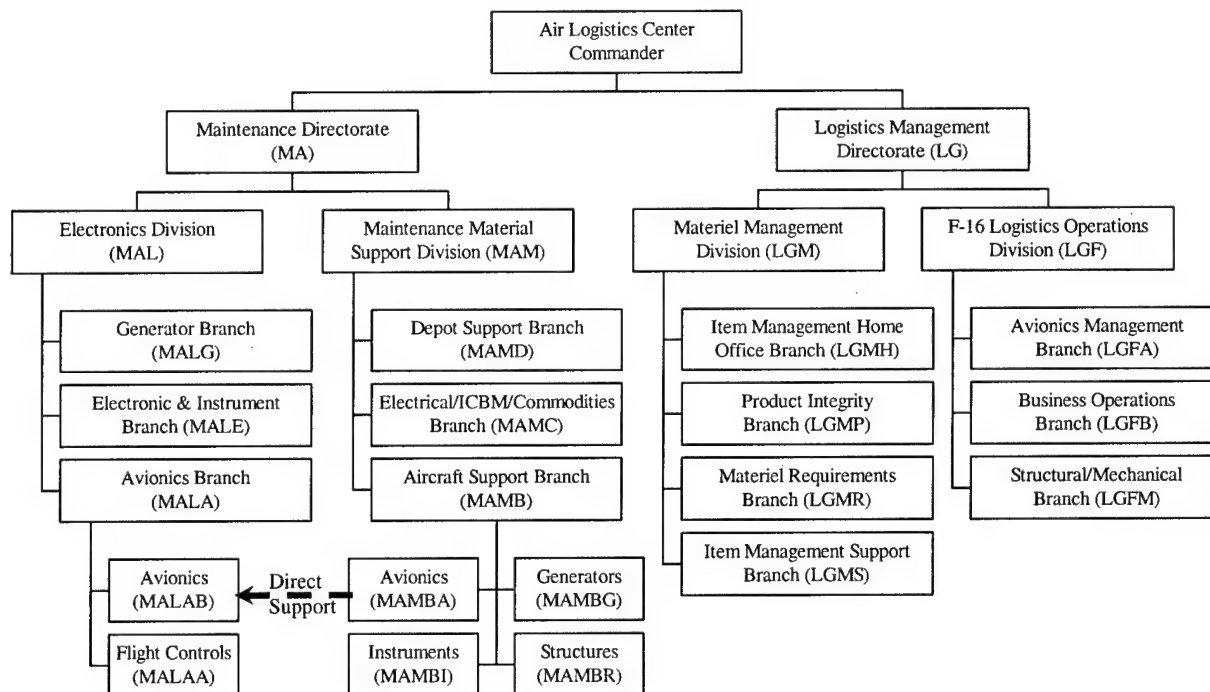 Air Logistics Center
Commander
Maintenance Directorate
(MA)
Logistics Management
Directorate (LG)
Electronics Division
(MAL)
Maintenance Material
Support Division (MAM)
Materiel Management
Division (LGM)
F-16 Logistics Operations
Division (LGF)
Generator Branch
(MALG)
Depot Support Branch
(MAMD)
Item Management Home
Office Branch (LGMH)
Avionics Management
Branch (LGFA)
Electronic & Instrument
Branch (MALE)
Electrical/ICBM/Commodities
Branch (MAMC)
Product Integrity
Branch (LGMP)
Business Operations
Branch (LGFB)
Avionics Branch
(MALA)
Aircraft Support Branch
(MAMB)
Materiel Requirements
Branch (LGMR)
Structural/Mechanical
Branch (LGFM)
Item Management Support
Branch (LGMS)
Avionics
(MALAB)
Direct
Support
Avionics
(MAMBA)
Generators
(MAMBG)
Flight Controls
(MALAA)
Instruments
(MAMBI)
Structures
(MAMBR)